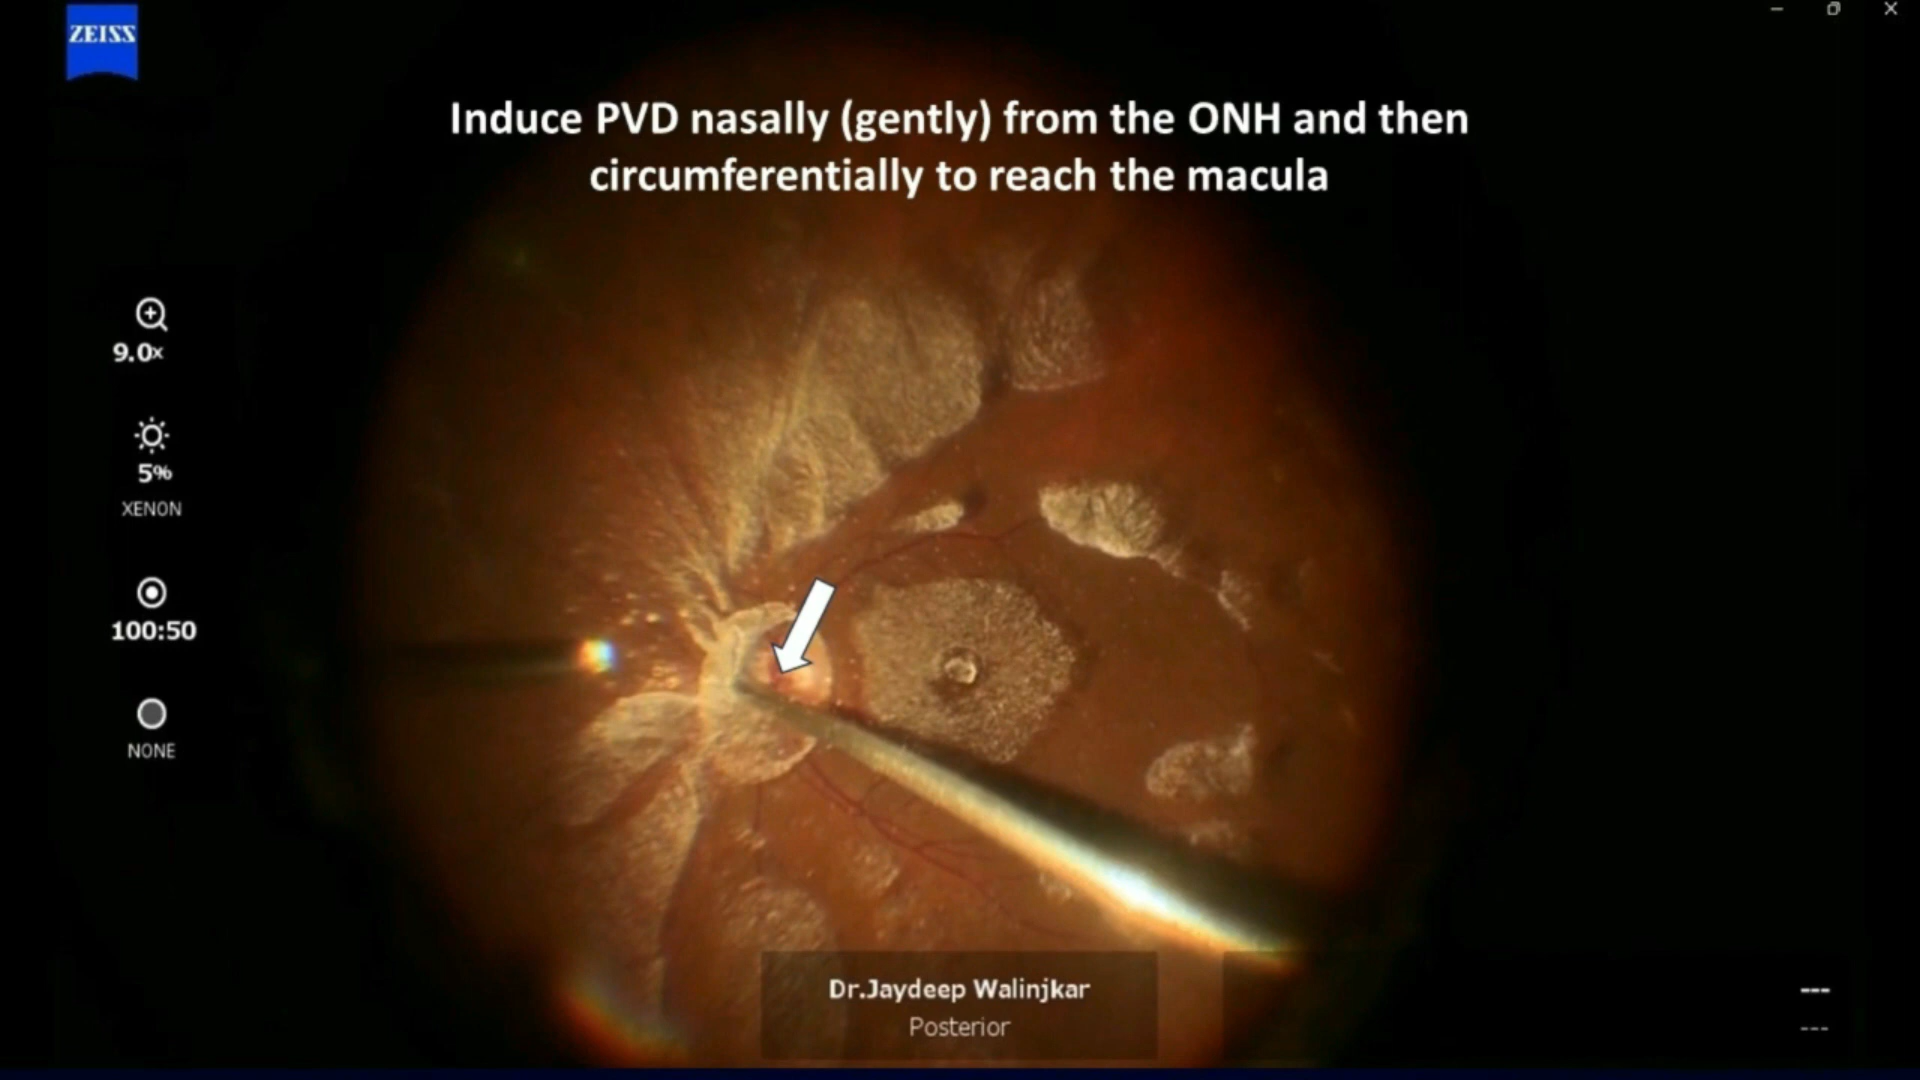 ZEISS
Induce PVD nasally (gently) from the ONH and then
circumferentially to reach the macula
9.0x
5%
XENON
100:50
NONE
Dr.Jaydeep Walinjkar
Posterior
---
---